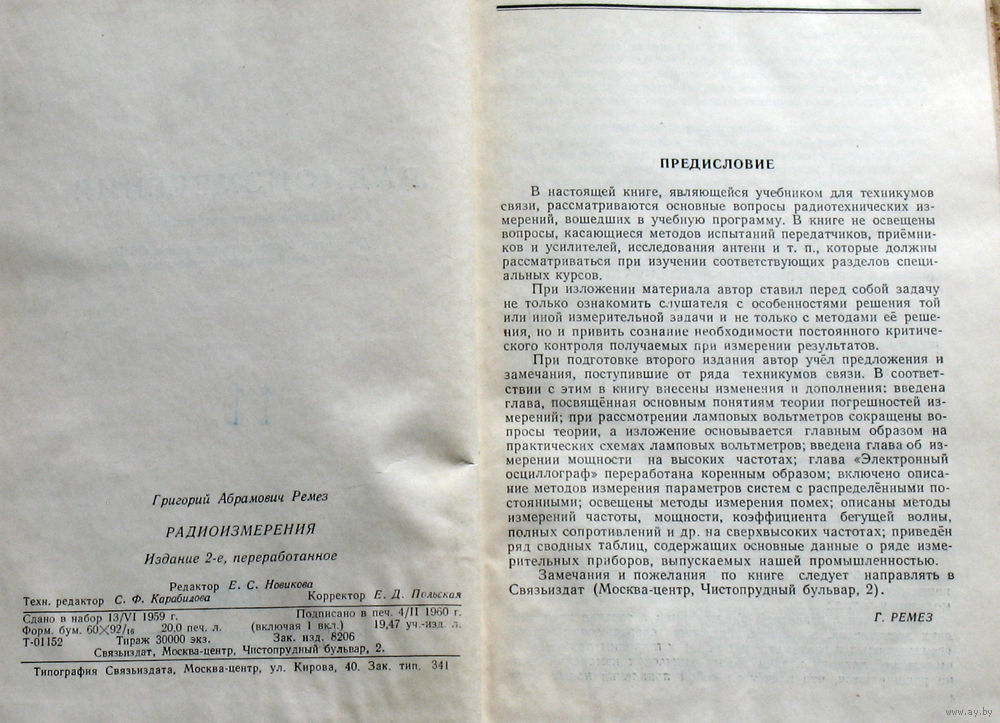 Григорий Абрамович Ремез
РАДИОИЗМЕРЕНИЯ
Издание 2-е, переработанное
Редактор Е. С. Новикова
Техн. редактор С. Ф. Карабилова Корректор Е. Д. Польская
Сдано в набор 13/VI 1959 г. Подписано в печ. 4/II 1960 г.
Форм. бум. 60×92/16 20,0 печ. л. (включая 1 вкл.) 19,47 уч.-изд. л.
Т-01152 Тираж 30000 экз. Зак. изд. 8206
Связьиздат, Москва-центр, Чистопрудный бульвар, 2.
Типография Связьиздата, Москва-центр, ул. Кирова, 40. Зак. тип. 341
ПРЕДИСЛОВИЕ
В настоящей книге, являющейся учебником для техникумов
связи, рассматриваются основные вопросы радиотехнических из-
мерений, вошедших в учебную программу. В книге не освещены
вопросы, касающиеся методов испытаний передатчиков, приёмни-
ков и усилителей, исследования антенн и т. п., которые должны
рассматриваться при изучении соответствующих разделов специ-
альных курсов.
При изложении материала автор ставил перед собой задачу
не только ознакомить слушателя с особенностями решения той
или иной измерительной задачи и не только с методами её реше-
ния, но и привить сознание необходимости постоянного критиче-
ского контроля получаемых при измерении результатов.
При подготовке второго издания автор учёл предложения и
замечания, поступившие от ряда техникумов связи. В соответ-
ствии с этим в книгу внесены изменения и дополнения: введена
глава, посвящённая основным понятиям теории погрешностей
измерений; при рассмотрении ламповых вольтметров сокращены во-
просы теории, а изложение основывается главным образом на
практических схемах ламповых вольтметров; введена глава об из-
мерении мощности на высоких частотах; глава «Электронный
осциллограф» переработана коренным образом; включено описа-
ние методов измерения параметров систем с распределёнными по-
стоянными; освещены методы измерения помех; описаны методы
измерений частоты, мощности, коэффициента бегущей волны,
полных сопротивлений и др. на сверхвысоких частотах; приведён
ряд сводных таблиц, содержащих основные данные о ряде изме-
рительных приборов, выпускаемых нашей промышленностью.
Замечания и пожелания по книге следует направлять в
Связьиздат (Москва-центр, Чистопрудный бульвар, 2).
Г. РЕМЕЗ
www.ay.by